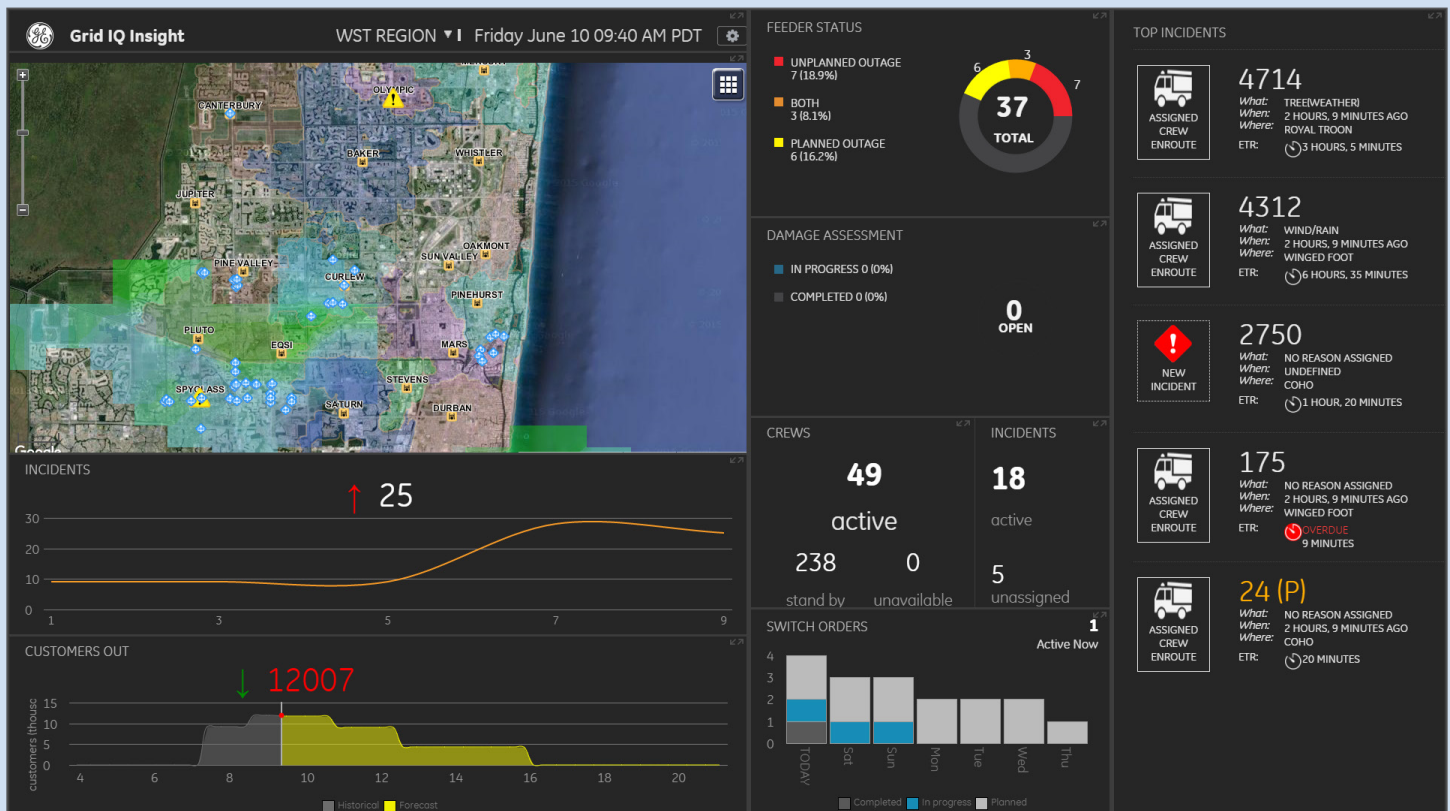 Grid IQ Insight
WST REGION
Friday June 10 09:40 AM PDT
OLYMPIC
CANTERBURY
BAKER
WHISTLER
JUPITER
OAKMONT
SUN VALLEY
PINE VALLEY
CURLEW
PINEHURST
PLUTO
EQSI
MARS
STEVENS
SPYGLASS
SATURN
DURBAN
Google
INCIDENTS
↑ 25
30
20
10
0
1 3 5 7 9
CUSTOMERS OUT
↓ 12007
customers (thousc
15
10
5
0
4 6 8 10 12 14 16 18 20
Historical Forecast
FEEDER STATUS
UNPLANNED OUTAGE
7 (18.9%)
BOTH
3 (8.1%)
PLANNED OUTAGE
6 (16.2%)
6
3
7
37
TOTAL
DAMAGE ASSESSMENT
IN PROGRESS 0 (0%)
COMPLETED 0 (0%)
0
OPEN
CREWS
49
active
238
stand by
0
unavailable
INCIDENTS
18
active
5
unassigned
SWITCH ORDERS
1
Active Now
4
3
2
1
0
TODAY Sat Sun Mon Tue Wed Thu
Completed In progress Planned
TOP INCIDENTS
ASSIGNED
CREW
ENROUTE
4714
What: TREE(WEATHER)
When: 2 HOURS, 9 MINUTES AGO
Where: ROYAL TROON
ETR: 3 HOURS, 5 MINUTES
ASSIGNED
CREW
ENROUTE
4312
What: WIND/RAIN
When: 2 HOURS, 9 MINUTES AGO
Where: WINGED FOOT
ETR: 6 HOURS, 35 MINUTES
NEW
INCIDENT
2750
What: NO REASON ASSIGNED
When: UNDEFINED
Where: COHO
ETR: 1 HOUR, 20 MINUTES
ASSIGNED
CREW
ENROUTE
175
What: NO REASON ASSIGNED
When: 2 HOURS, 9 MINUTES AGO
Where: WINGED FOOT
ETR: OVERDUE
9 MINUTES
ASSIGNED
CREW
ENROUTE
24 (P)
What: NO REASON ASSIGNED
When: 2 HOURS, 9 MINUTES AGO
Where: COHO
ETR: 20 MINUTES